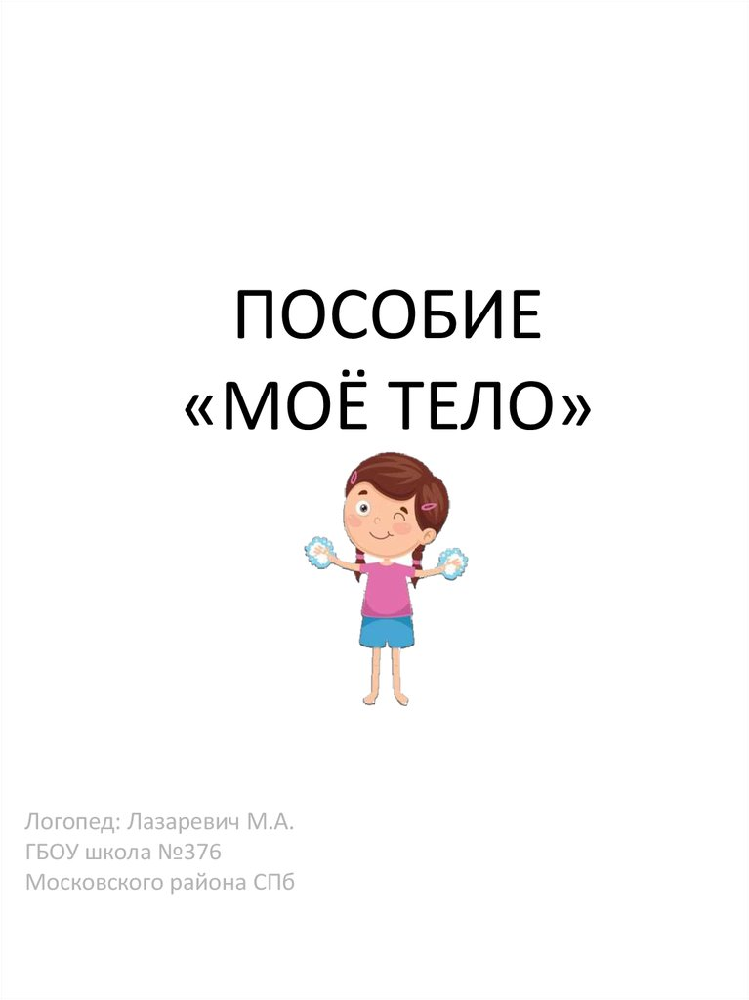 ПОСОБИЕ
«МОЁ ТЕЛО»
Логопед: Лазаревич М.А.
ГБОУ школа №376
Московского района СПб